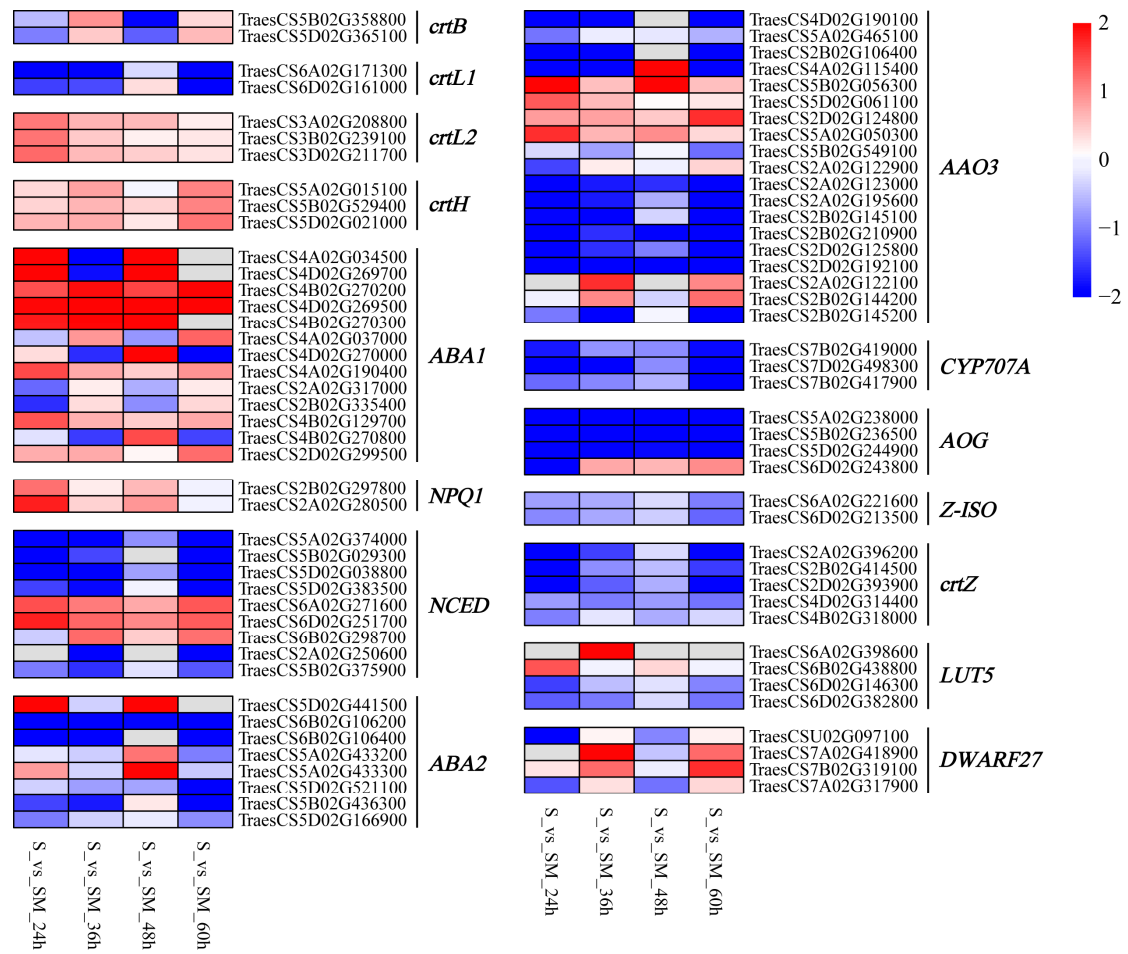 TraesCS5B02G358800
TraesCS5D02G365100
crtB
TraesCS6A02G171300
TraesCS6D02G161000
crtL1
TraesCS3A02G208800
TraesCS3B02G239100
TraesCS3D02G211700
crtL2
TraesCS5A02G015100
TraesCS5B02G529400
TraesCS5D02G021000
crtH
TraesCS4A02G034500
TraesCS4D02G269700
TraesCS4B02G270200
TraesCS4D02G269500
TraesCS4B02G270300
TraesCS4A02G037000
TraesCS4D02G270000
TraesCS4A02G190400
TraesCS2A02G317000
TraesCS2B02G335400
TraesCS4B02G129700
TraesCS4B02G270800
TraesCS2D02G299500
ABA1
TraesCS2B02G297800
TraesCS2A02G280500
NPQ1
TraesCS5A02G374000
TraesCS5B02G029300
TraesCS5D02G038800
TraesCS5D02G383500
TraesCS6A02G271600
TraesCS6D02G251700
TraesCS6B02G298700
TraesCS2A02G250600
TraesCS5B02G375900
NCED
TraesCS5D02G441500
TraesCS6B02G106200
TraesCS6B02G106400
TraesCS5A02G433200
TraesCS5A02G433300
TraesCS5D02G521100
TraesCS5B02G436300
TraesCS5D02G166900
ABA2
S_vs_SM_24h
S_vs_SM_36h
S_vs_SM_48h
S_vs_SM_60h
TraesCS4D02G190100
TraesCS5A02G465100
TraesCS2B02G106400
TraesCS4A02G115400
TraesCS5B02G056300
TraesCS5D02G061100
TraesCS2D02G124800
TraesCS5A02G050300
TraesCS5B02G549100
TraesCS2A02G122900
TraesCS2A02G123000
TraesCS2A02G195600
TraesCS2B02G145100
TraesCS2B02G210900
TraesCS2D02G125800
TraesCS2D02G192100
TraesCS2A02G122100
TraesCS2B02G144200
TraesCS2B02G145200
AAO3
TraesCS7B02G419000
TraesCS7D02G498300
TraesCS7B02G417900
CYP707A
TraesCS5A02G238000
TraesCS5B02G236500
TraesCS5D02G244900
TraesCS6D02G243800
AOG
TraesCS6A02G221600
TraesCS6D02G213500
Z-ISO
TraesCS2A02G396200
TraesCS2B02G414500
TraesCS2D02G393900
TraesCS4D02G314400
TraesCS4B02G318000
crtZ
TraesCS6A02G398600
TraesCS6B02G438800
TraesCS6D02G146300
TraesCS6D02G382800
LUT5
TraesCSU02G097100
TraesCS7A02G418900
TraesCS7B02G319100
TraesCS7A02G317900
DWARF27
S_vs_SM_24h
S_vs_SM_36h
S_vs_SM_48h
S_vs_SM_60h
2
1
0
−1
−2